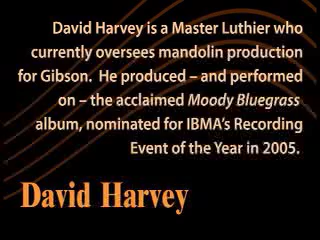 David Harvey is a Master Luthier who
currently oversees mandolin production
for Gibson. He produced – and performed
on – the acclaimed Moody Bluegrass
album, nominated for IBMA's Recording
Event of the Year in 2005.
David Harvey